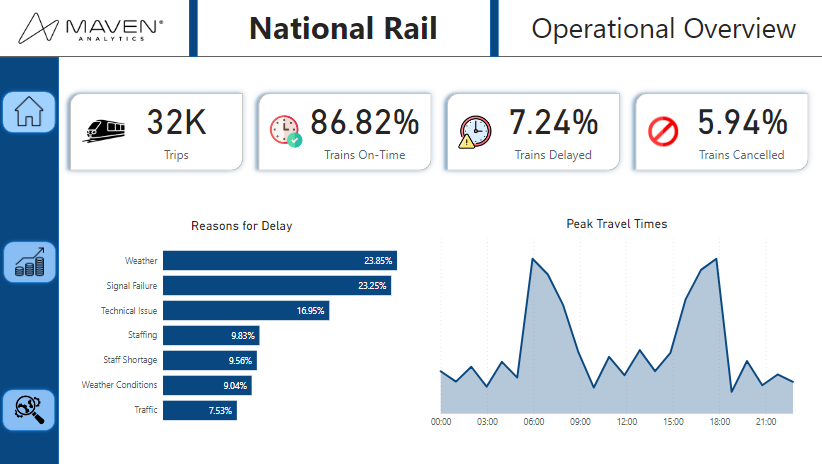 MAVEN®
ANALYTICS
National Rail
Operational Overview
32K
Trips
86.82%
Trains On-Time
7.24%
Trains Delayed
5.94%
Trains Cancelled
Reasons for Delay
Weather 23.85%
Signal Failure 23.25%
Technical Issue 16.95%
Staffing 9.83%
Staff Shortage 9.56%
Weather Conditions 9.04%
Traffic 7.53%
Peak Travel Times
00:00 03:00 06:00 09:00 12:00 15:00 18:00 21:00